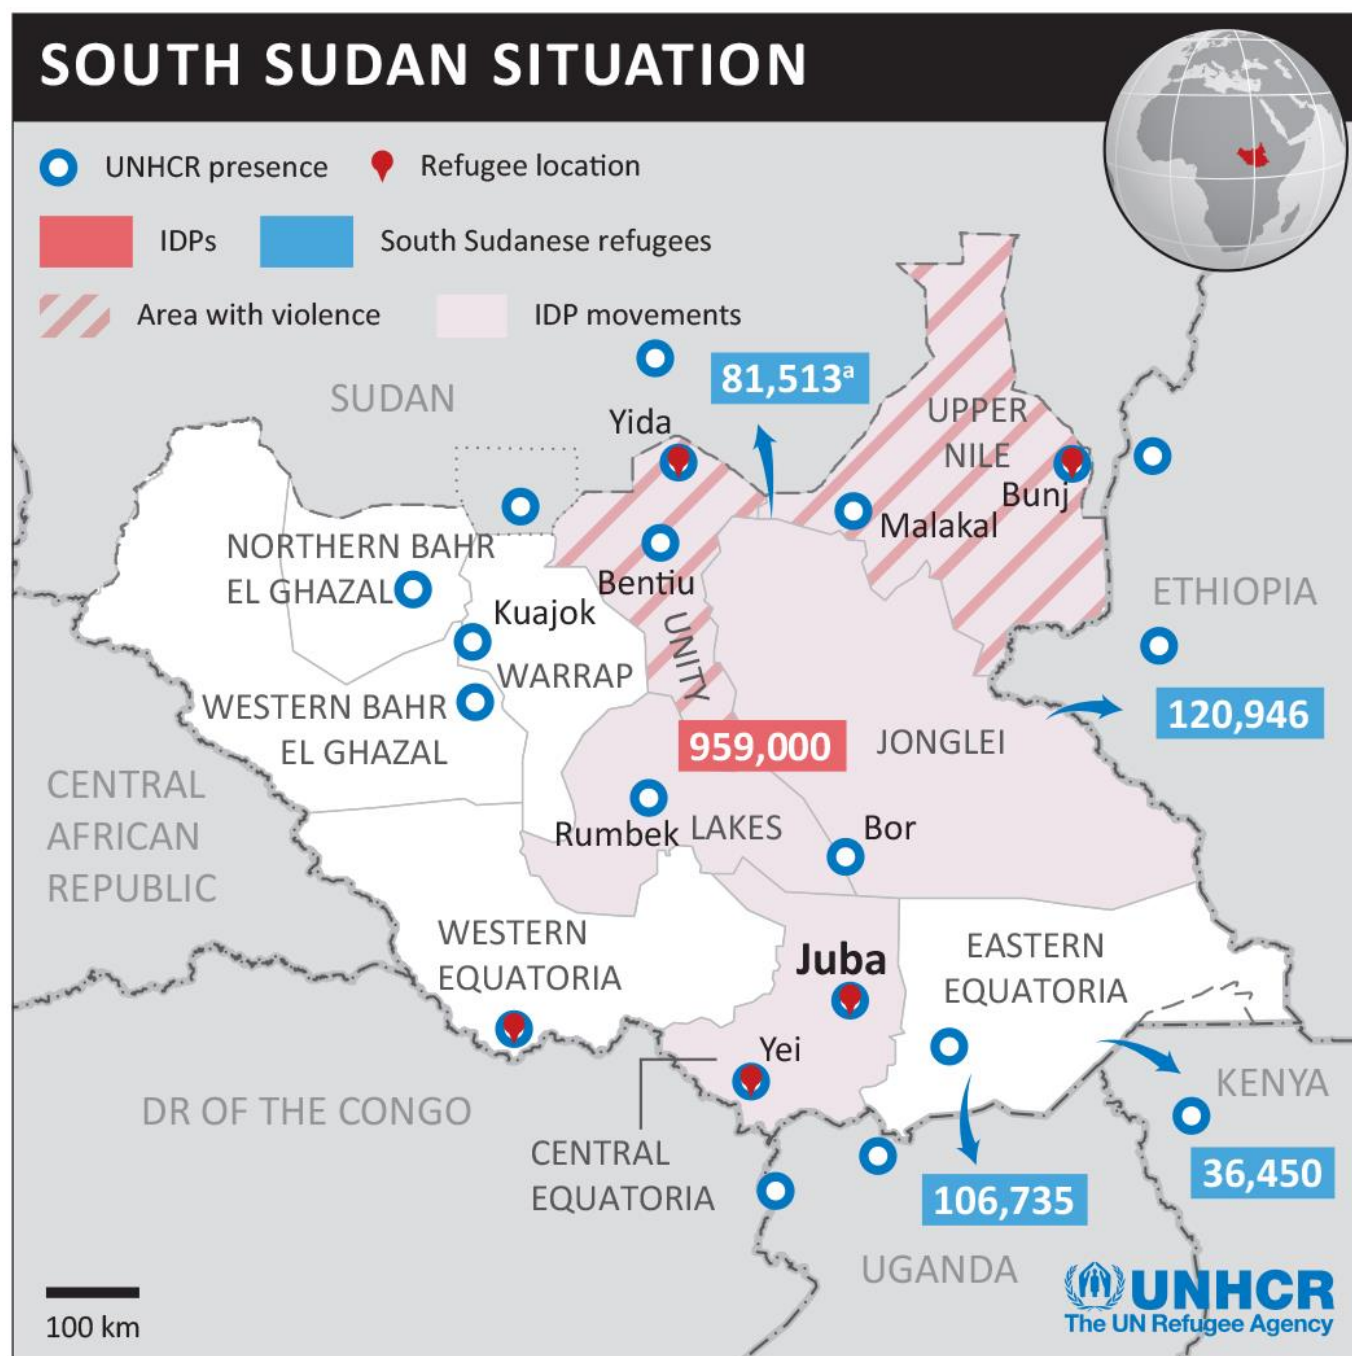 SOUTH SUDAN SITUATION
UNHCR presence
Refugee location
IDPs
South Sudanese refugees
Area with violence
IDP movements
SUDAN
81,513ª
Yida
UPPER
NILE
Bunj
Malakal
NORTHERN BAHR
EL GHAZAL
Bentiu
Kuajok
ETHIOPIA
UNITY
WARRAP
WESTERN BAHR
EL GHAZAL
120,946
959,000
JONGLEI
CENTRAL
AFRICAN
REPUBLIC
Rumbek
LAKES
Bor
WESTERN
EQUATORIA
Juba
EASTERN
EQUATORIA
Yei
KENYA
DR OF THE CONGO
CENTRAL
EQUATORIA
36,450
106,735
UGANDA
100 km
UNHCR
The UN Refugee Agency